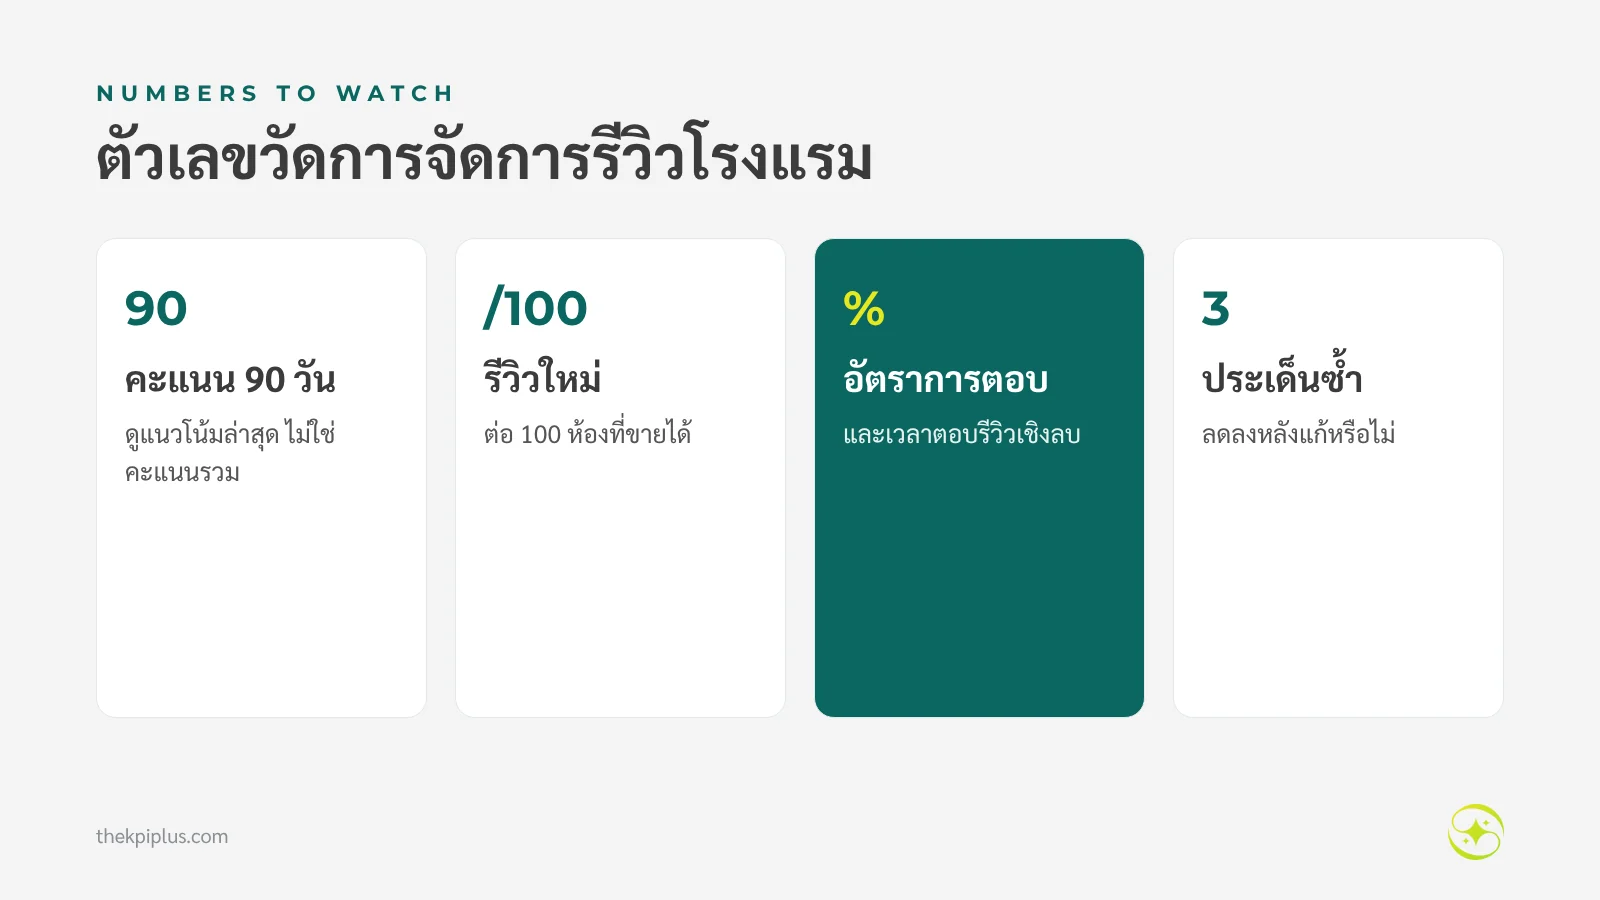 NUMBERS TO WATCH
ตัวเลขวัดการจัดการรีวิวโรงแรม
90
คะแนน 90 วัน
ดูแนวโน้มล่าสุด ไม่ใช่
คะแนนรวม
/100
รีวิวใหม่
ต่อ 100 ห้องที่ขายได้
%
อัตราการตอบ
และเวลาตอบรีวิวเชิงลบ
3
ประเด็นซ้ำ
ลดลงหลังแก้หรือไม่
thekpiplus.com